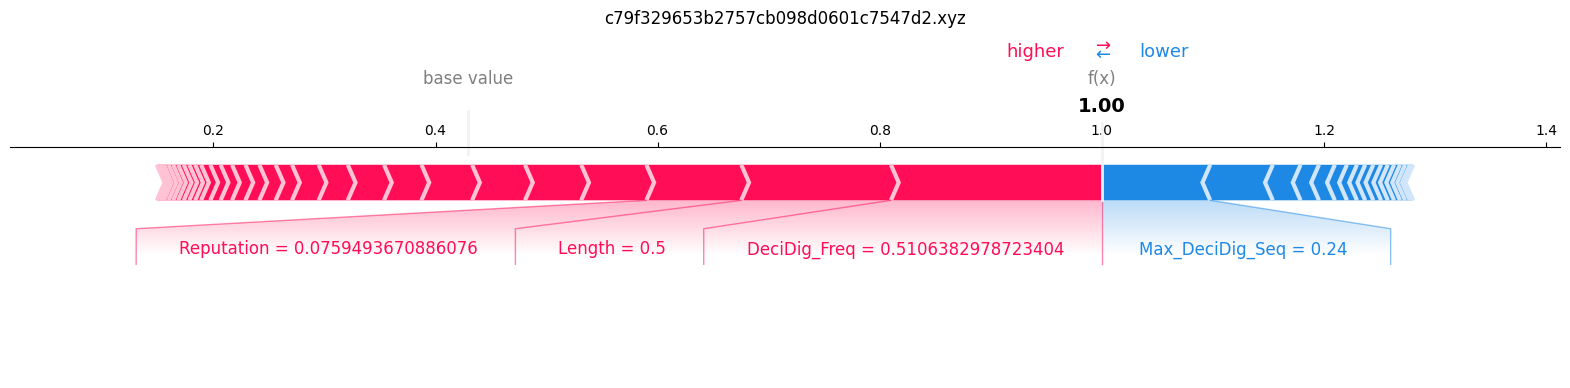 c79f329653b2757cb098d0601c7547d2.xyz
higher ⇄ lower
base value f(x)
1.00
0.2 0.4 0.6 0.8 1.0 1.2 1.4
Reputation = 0.0759493670886076 Length = 0.5 DeciDig_Freq = 0.5106382978723404 Max_DeciDig_Seq = 0.24